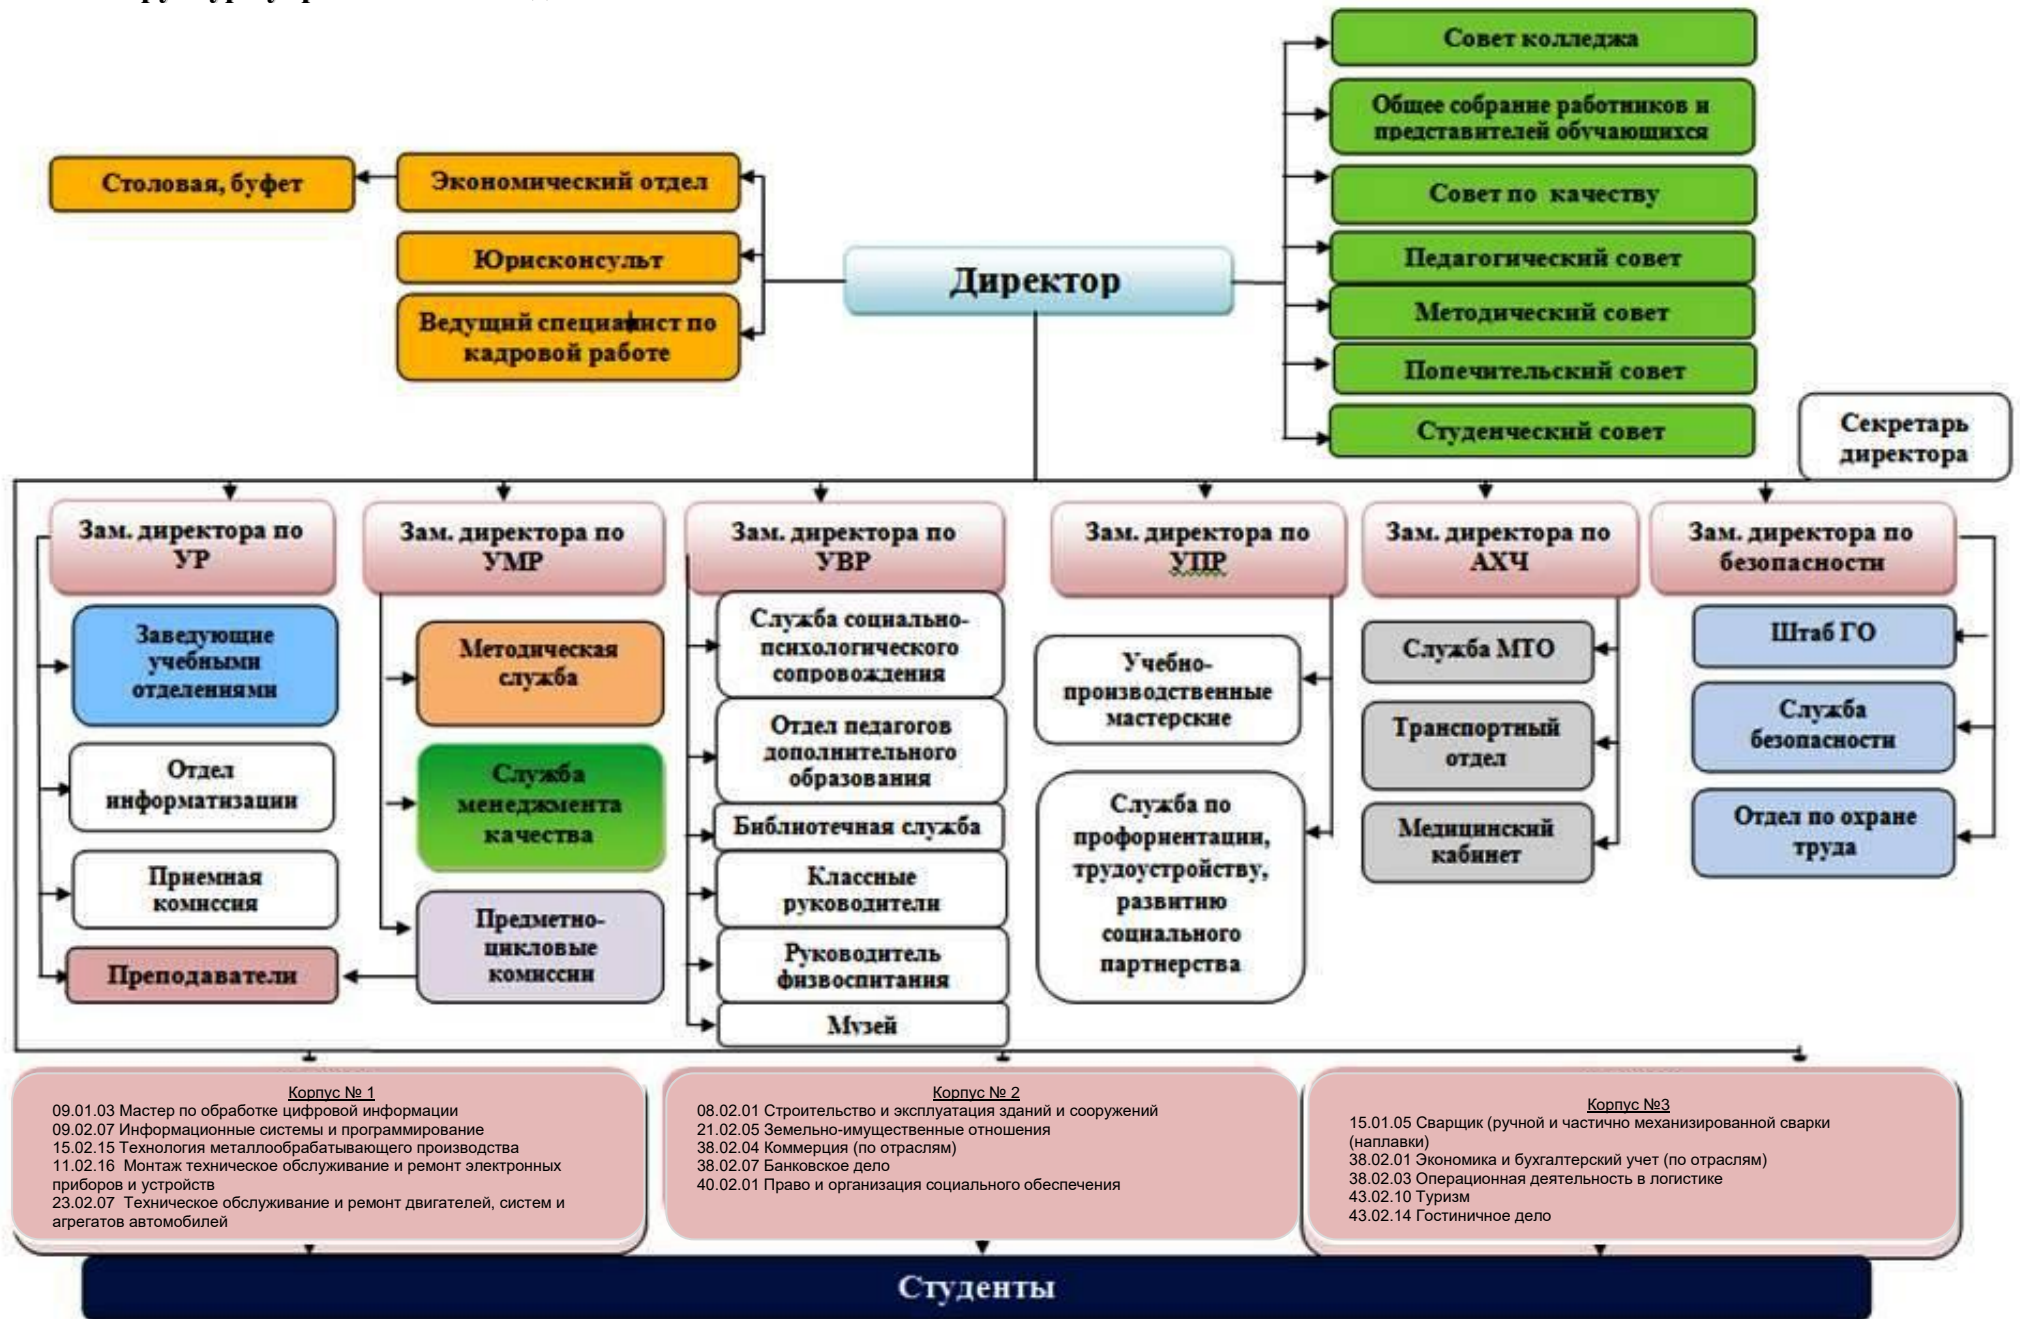 Совет колледжа
Общее собрание работников и
представителей обучающихся
Совет по качеству
Педагогический совет
Методический совет
Попечительский совет
Студенческий совет
Столовая, буфет
Экономический отдел
Юрисконсульт
Ведущий специалист по
кадровой работе
Директор
Секретарь
директора
Зам. директора по
УР
Заведующие
учебными
отделениями
Отдел
информатизации
Приемная
комиссия
Преподаватели
Зам. директора по
УМР
Методическая
служба
Служба
менеджмента
качества
Предметно-
цикловые
комиссии
Зам. директора по
УВР
Служба социально-
психологического
сопровождения
Отдел педагогов
дополнительного
образования
Библиотечная служба
Классные
руководители
Руководитель
физвоспитания
Музей
Зам. директора по
УПР
Учебно-
производственные
мастерские
Служба по
профориентации,
трудоустройству,
развитию
социального
партнерства
Зам. директора по
АХЧ
Служба МТО
Транспортный
отдел
Медицинский
кабинет
Зам. директора по
безопасности
Штаб ГО
Служба
безопасности
Отдел по охране
труда
Корпус № 1
09.01.03 Мастер по обработке цифровой информации
09.02.07 Информационные системы и программирование
15.02.15 Технология металлообрабатывающего производства
11.02.16 Монтаж техническое обслуживание и ремонт электронных
приборов и устройств
23.02.07 Техническое обслуживание и ремонт двигателей, систем и
агрегатов автомобилей
Корпус № 2
08.02.01 Строительство и эксплуатация зданий и сооружений
21.02.05 Земельно-имущественные отношения
38.02.04 Коммерция (по отраслям)
38.02.07 Банковское дело
40.02.01 Право и организация социального обеспечения
Корпус №3
15.01.05 Сварщик (ручной и частично механизированной сварки
(наплавки)
38.02.01 Экономика и бухгалтерский учет (по отраслям)
38.02.03 Операционная деятельность в логистике
43.02.10 Туризм
43.02.14 Гостиничное дело
Студенты